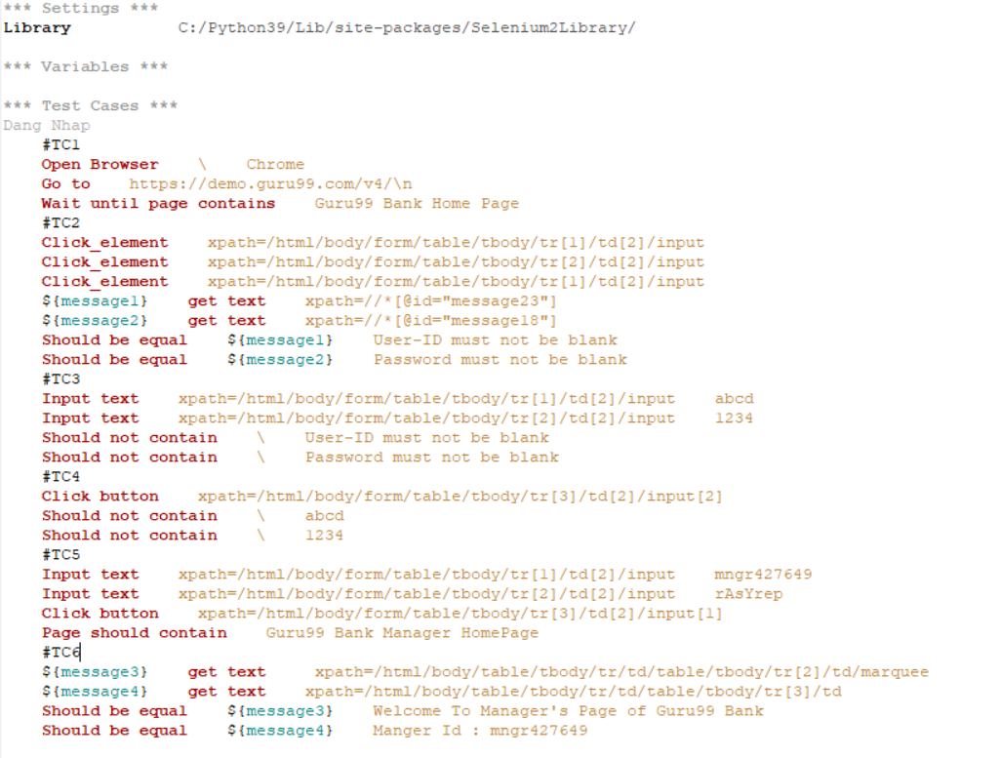 *** Settings ***
Library           C:/Python39/Lib/site-packages/Selenium2Library/
*** Variables ***
*** Test Cases ***
Dang Nhap
    #TC1
    Open Browser    \    Chrome
    Go to    https://demo.guru99.com/v4/\n
    Wait until page contains    Guru99 Bank Home Page
    #TC2
    Click_element    xpath=/html/body/form/table/tbody/tr[1]/td[2]/input
    Click_element    xpath=/html/body/form/table/tbody/tr[2]/td[2]/input
    Click_element    xpath=/html/body/form/table/tbody/tr[1]/td[2]/input
    ${message1}    get text    xpath=//*[@id="message23"]
    ${message2}    get text    xpath=//*[@id="message18"]
    Should be equal    ${message1}    User-ID must not be blank
    Should be equal    ${message2}    Password must not be blank
    #TC3
    Input text    xpath=/html/body/form/table/tbody/tr[1]/td[2]/input    abcd
    Input text    xpath=/html/body/form/table/tbody/tr[2]/td[2]/input    1234
    Should not contain    \    User-ID must not be blank
    Should not contain    \    Password must not be blank
    #TC4
    Click button    xpath=/html/body/form/table/tbody/tr[3]/td[2]/input[2]
    Should not contain    \    abcd
    Should not contain    \    1234
    #TC5
    Input text    xpath=/html/body/form/table/tbody/tr[1]/td[2]/input    mngr427649
    Input text    xpath=/html/body/form/table/tbody/tr[2]/td[2]/input    rAsYrep
    Click button    xpath=/html/body/form/table/tbody/tr[3]/td[2]/input[1]
    Page should contain    Guru99 Bank Manager HomePage
    #TC6
    ${message3}    get text     xpath=/html/body/table/tbody/tr/td/table/tbody/tr[2]/td/marquee
    ${message4}    get text    xpath=/html/body/table/tbody/tr/td/table/tbody/tr[3]/td
    Should be equal    ${message3}    Welcome To Manager's Page of Guru99 Bank
    Should be equal    ${message4}    Manger Id : mngr427649